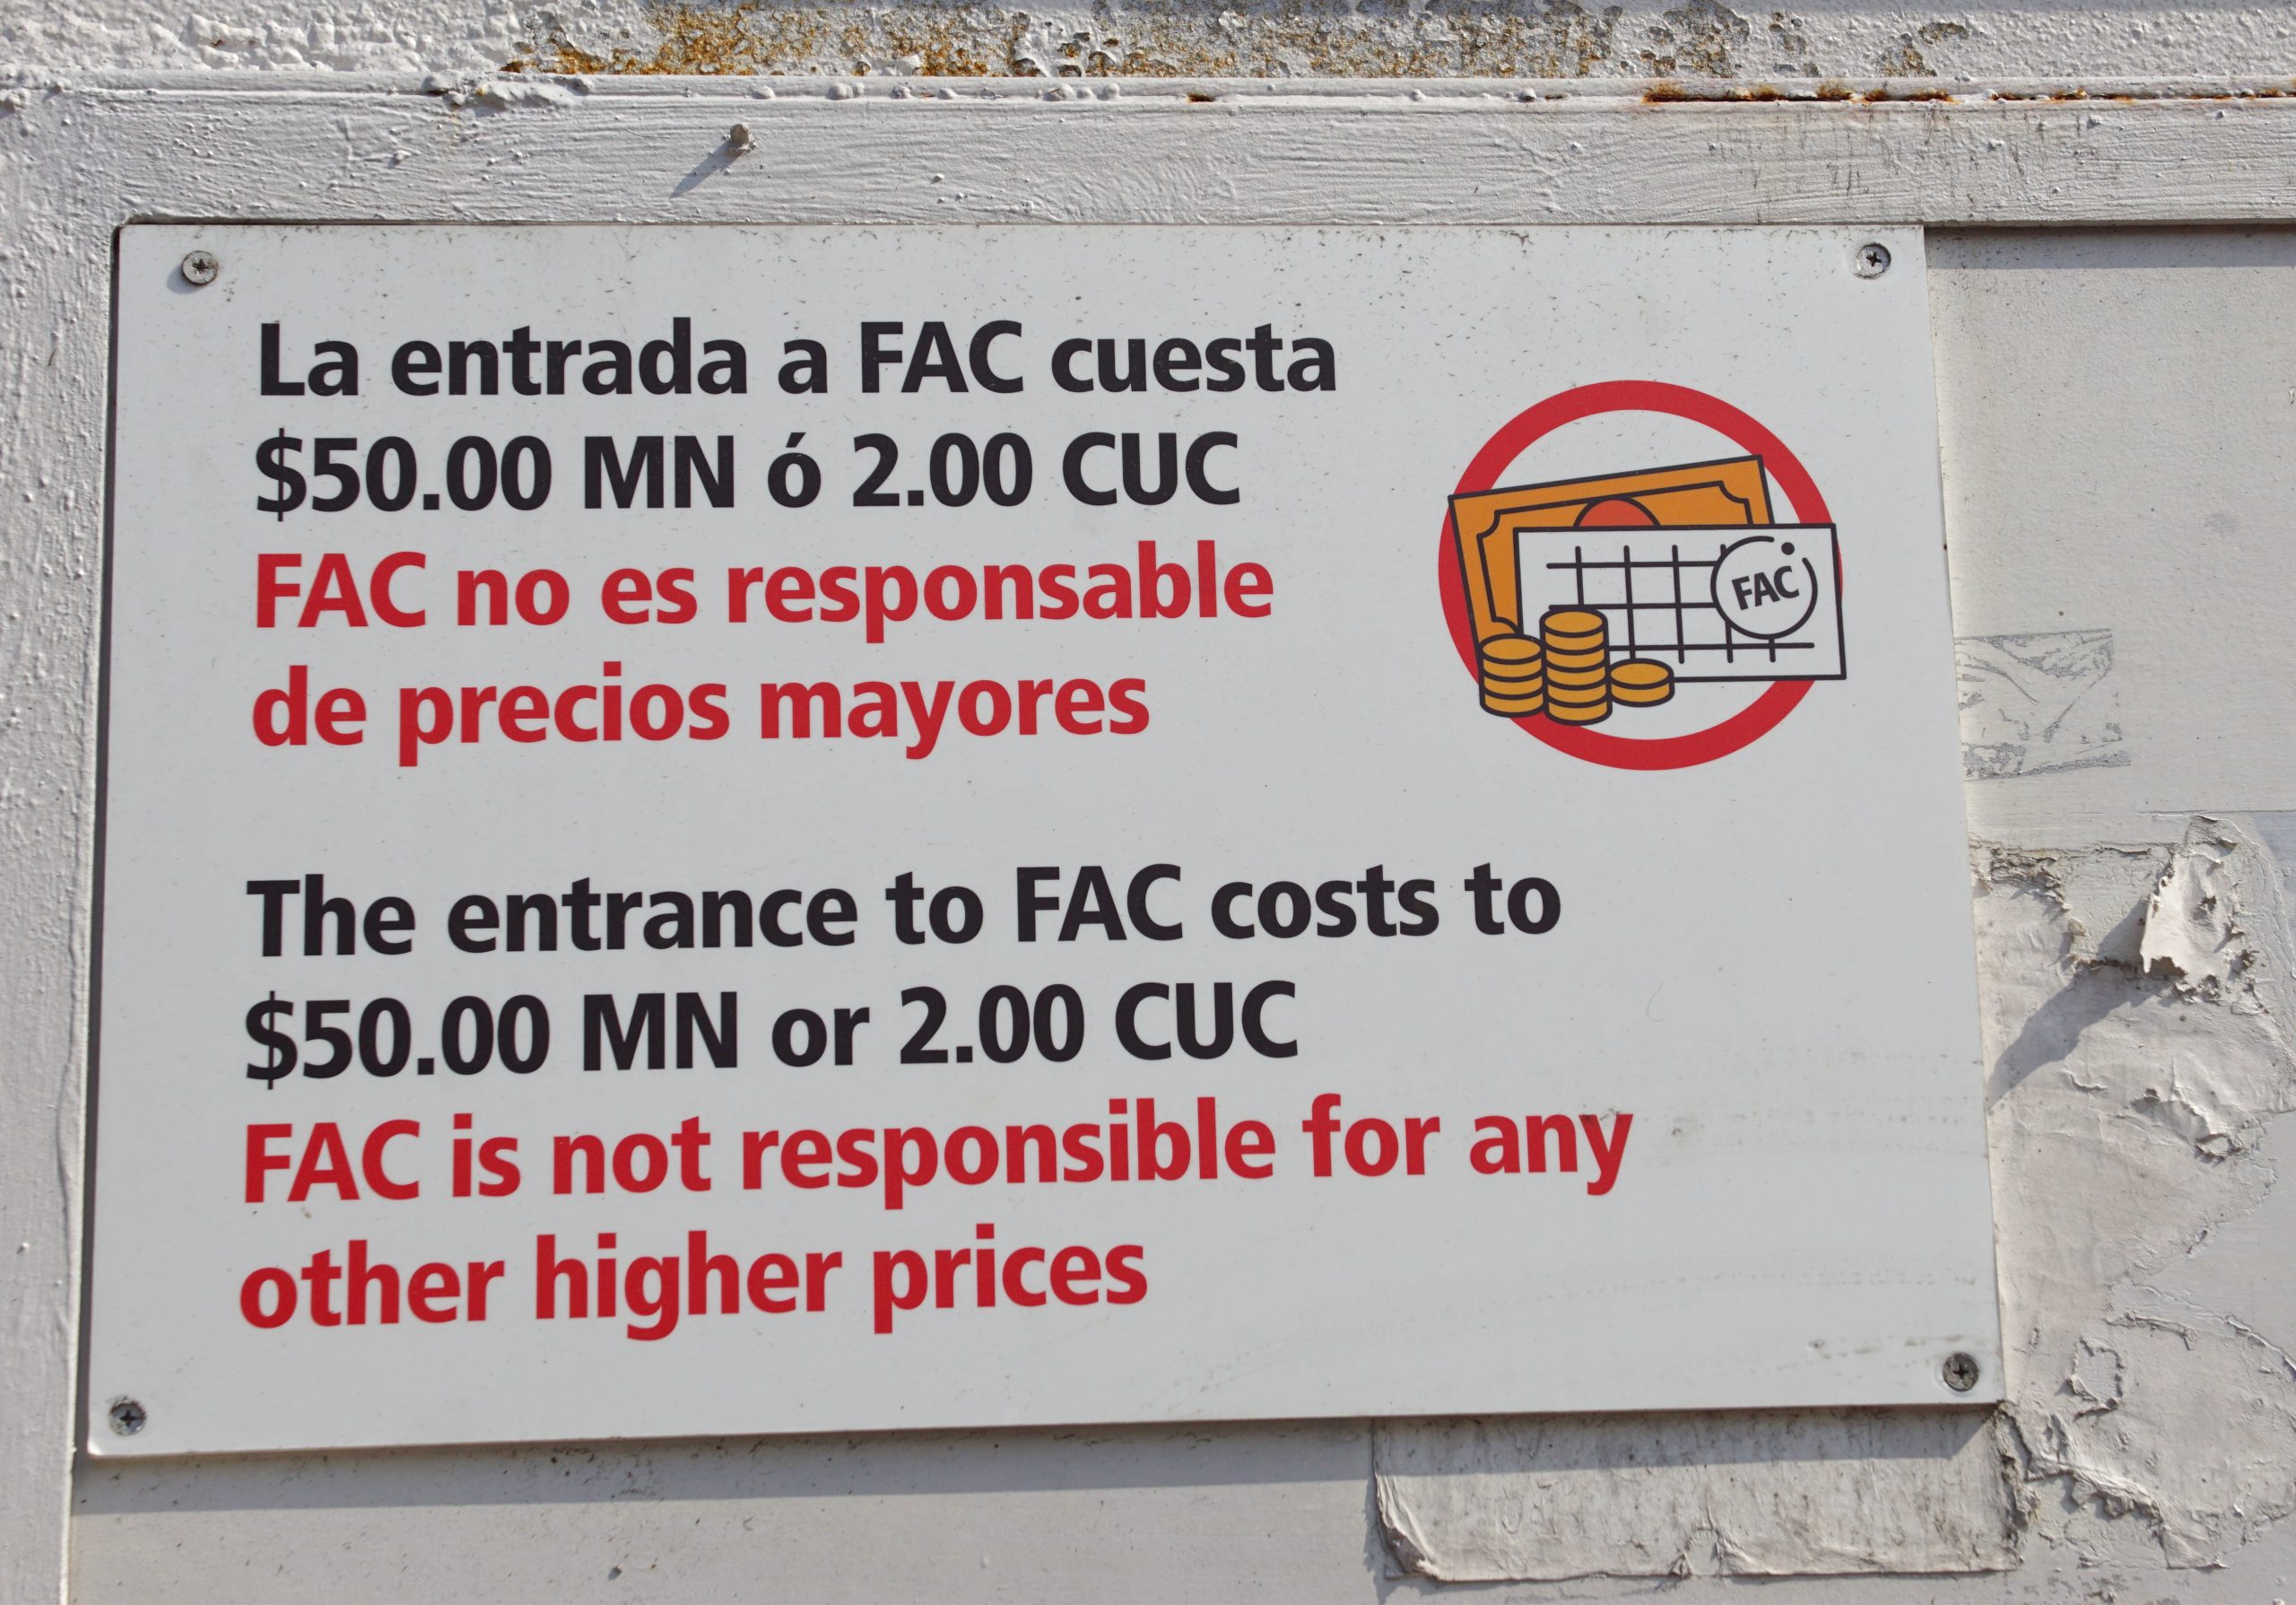 La entrada a FAC cuesta
$50.00 MN ó 2.00 CUC
FAC no es responsable
de precios mayores
FAC
The entrance to FAC costs to
$50.00 MN or 2.00 CUC
FAC is not responsible for any
other higher prices